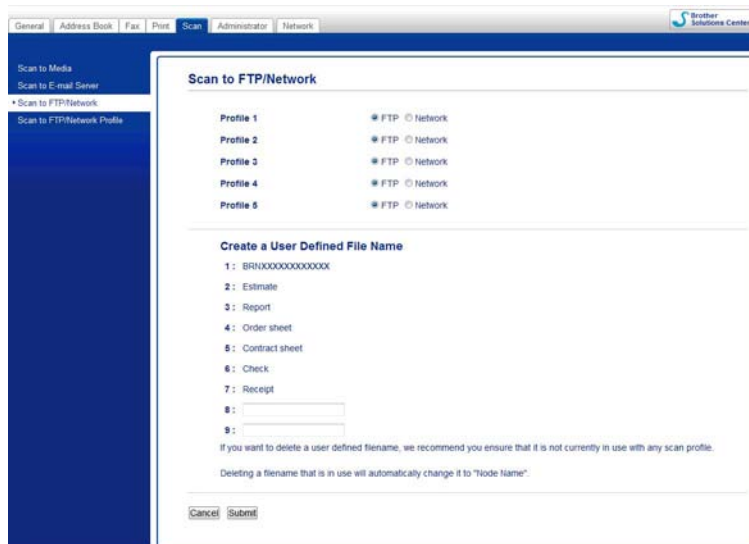 General Address Book Fax Print Scan Administrator Network
Brother
Solutions Center
Scan to Media
Scan to E-mail Server
Scan to FTP/Network
Scan to FTP/Network Profile
Scan to FTP/Network
Profile 1 FTP Network
Profile 2 FTP Network
Profile 3 FTP Network
Profile 4 FTP Network
Profile 5 FTP Network
Create a User Defined File Name
1 : BRNXXXXXXXXXXXX
2 : Estimate
3 : Report
4 : Order sheet
5 : Contract sheet
6 : Check
7 : Receipt
8 :
9 :
If you want to delete a user defined filename, we recommend you ensure that it is not currently in use with any scan profile.
Deleting a filename that is in use will automatically change it to "Node Name".
Cancel Submit